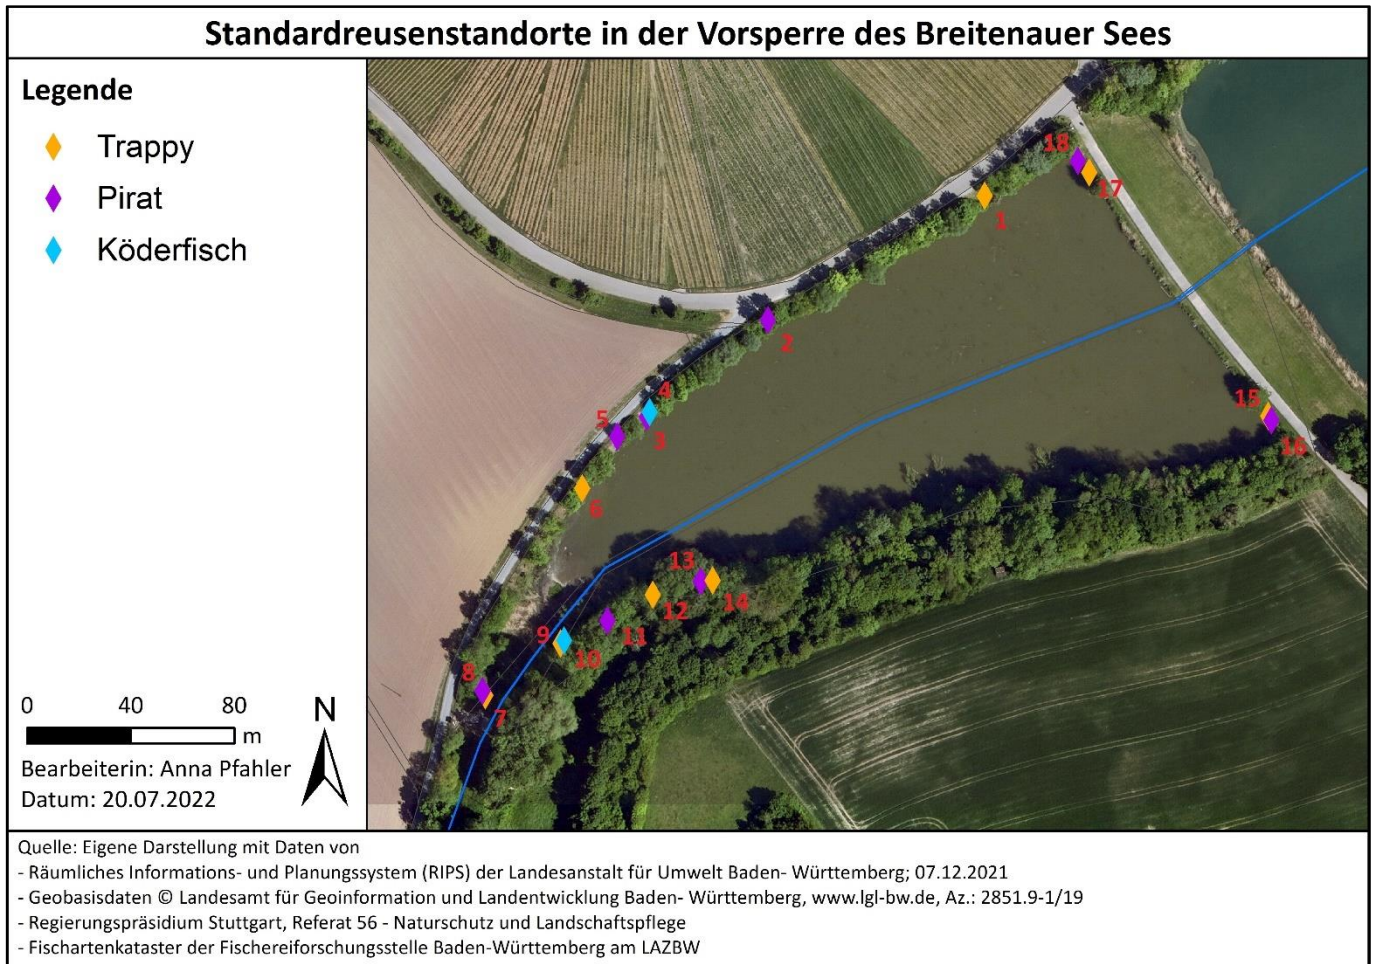 Standardreusenstandorte in der Vorsperre des Breitenauer Sees
Legende
Trappy
Pirat
Köderfisch
0 40 80 m
N
Bearbeiterin: Anna Pfahler
Datum: 20.07.2022
18
17
1
2
4
5
3
15
16
6
13
14
12
11
9
10
8
7
Quelle: Eigene Darstellung mit Daten von
- Räumliches Informations- und Planungssystem (RIPS) der Landesanstalt für Umwelt Baden- Württemberg; 07.12.2021
- Geobasisdaten © Landesamt für Geoinformation und Landentwicklung Baden- Württemberg, www.lgl-bw.de, Az.: 2851.9-1/19
- Regierungspräsidium Stuttgart, Referat 56 - Naturschutz und Landschaftspflege
- Fischartenkataster der Fischereiforschungsstelle Baden-Württemberg am LAZBW